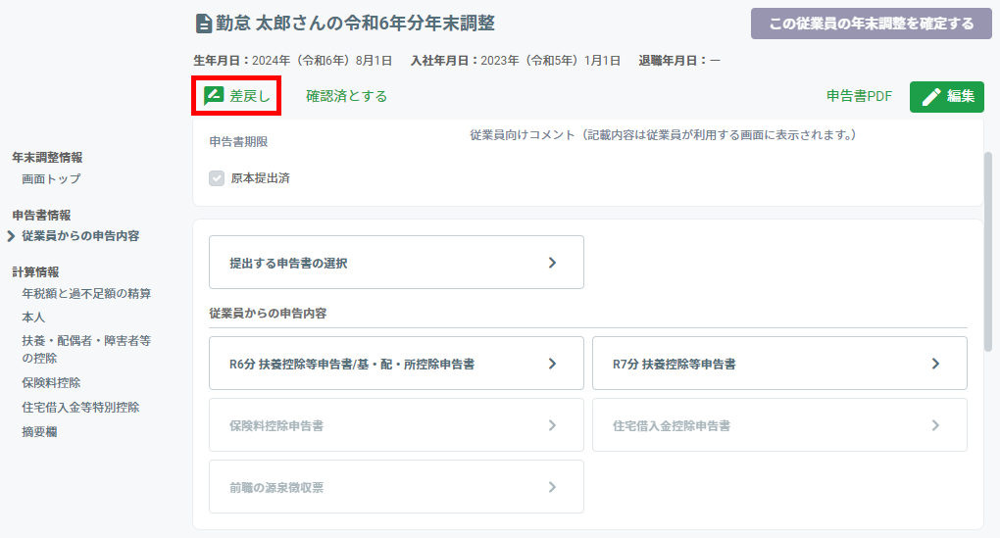 勤怠 太郎さんの令和6年分年末調整
この従業員の年末調整を確定する
生年月日：2024年（令和6年）8月1日 入社年月日：2023年（令和5年）1月1日 退職年月日：ー
差戻し
確認済とする
申告書PDF
編集
申告書期限
従業員向けコメント（記載内容は従業員が利用する画面に表示されます。）
原本提出済
年末調整情報
画面トップ
申告書情報
従業員からの申告内容
計算情報
年税額と過不足額の精算
本人
扶養・配偶者・障害者等
の控除
保険料控除
住宅借入金等特別控除
摘要欄
提出する申告書の選択
従業員からの申告内容
R6分 扶養控除等申告書/基・配・所控除申告書
R7分 扶養控除等申告書
保険料控除申告書
住宅借入金控除申告書
前職の源泉徴収票